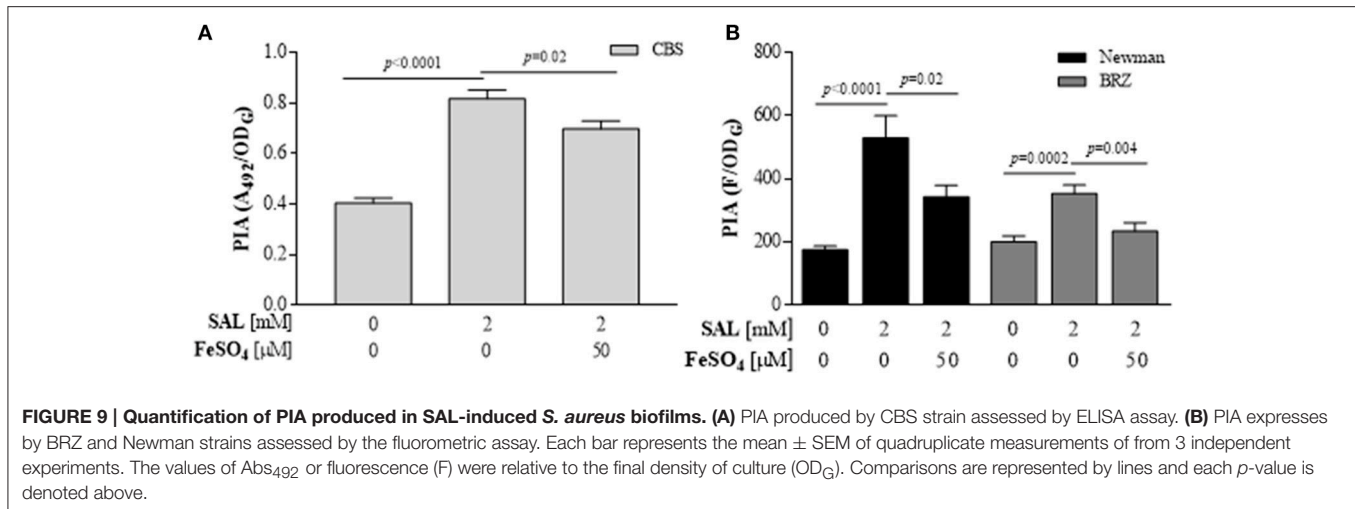 A
CBS
p<0.0001
p=0.02
PIA (A492/ODG)
1.0
0.8
0.6
0.4
0.2
0.0
SAL [mM] 0 2 2
FeSO4 [µM] 0 0 50
B
Newman
BRZ
p<0.0001
p=0.02
p=0.0002
p=0.004
PIA (F/ODG)
800
600
400
200
0
SAL [mM] 0 2 2 0 2 2
FeSO4 [µM] 0 0 50 0 0 50
FIGURE 9 | Quantification of PIA produced in SAL-induced S. aureus biofilms. (A) PIA produced by CBS strain assessed by ELISA assay. (B) PIA expresses
by BRZ and Newman strains assessed by the fluorometric assay. Each bar represents the mean ± SEM of quadruplicate measurements of from 3 independent
experiments. The values of Abs492 or fluorescence (F) were relative to the final density of culture (ODG). Comparisons are represented by lines and each p-value is
denoted above.